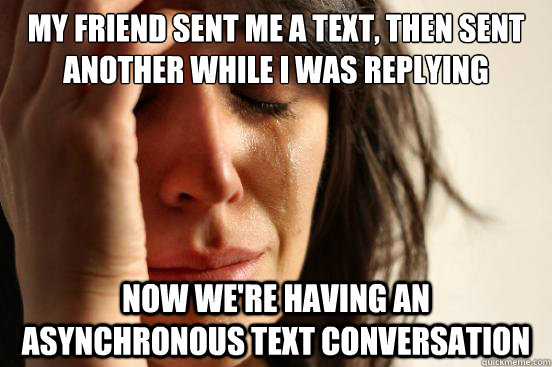 MY FRIEND SENT ME A TEXT, THEN SENT
ANOTHER WHILE I WAS REPLYING
NOW WE'RE HAVING AN
ASYNCHRONOUS TEXT CONVERSATION
quickmeme.com